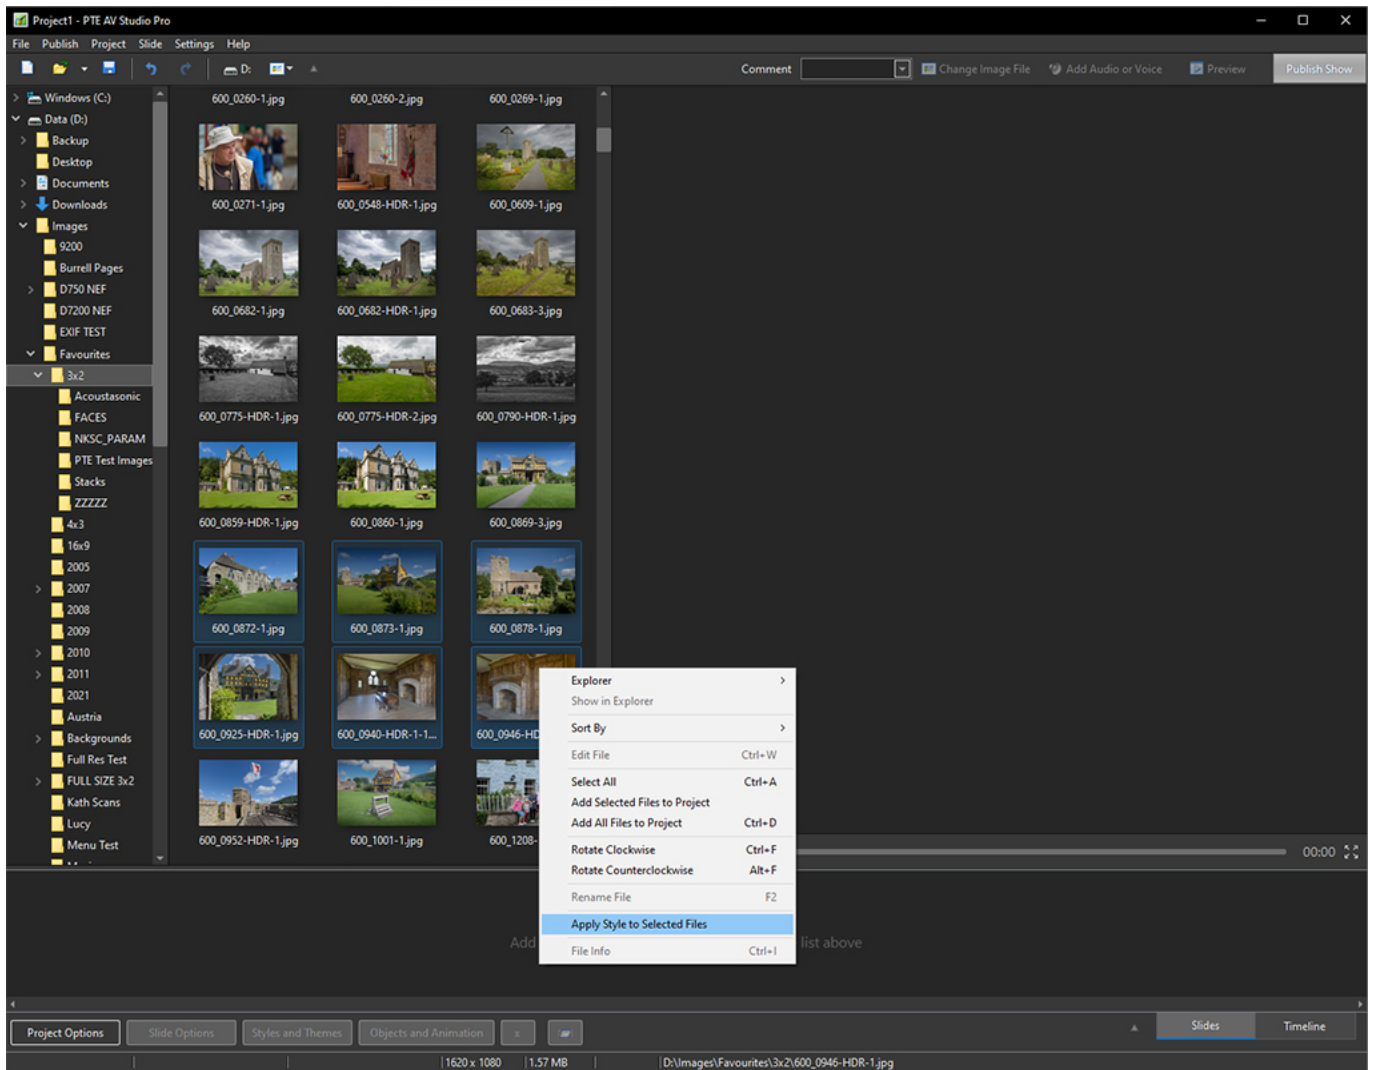 Project1 - PTE AV Studio Pro
File Publish Project Slide Settings Help
D: Comment Change Image File Add Audio or Voice Preview Publish Show
Windows (C:)
Data (D:)
Backup
Desktop
Documents
Downloads
Images
9200
Burrell Pages
D750 NEF
D7200 NEF
EXIF TEST
Favourites
3x2
Acoustasonic
FACES
NKSC_PARAM
PTE Test Images
Stacks
ZZZZZ
4x3
16x9
2005
2007
2008
2009
2010
2011
2021
Austria
Backgrounds
Full Res Test
FULL SIZE 3x2
Kath Scans
Lucy
Menu Test
600_0260-1.jpg 600_0260-2.jpg 600_0269-1.jpg
600_0271-1.jpg 600_0548-HDR-1.jpg 600_0609-1.jpg
600_0682-1.jpg 600_0682-HDR-1.jpg 600_0683-3.jpg
600_0775-HDR-1.jpg 600_0775-HDR-2.jpg 600_0790-HDR-1.jpg
600_0859-HDR-1.jpg 600_0860-1.jpg 600_0869-3.jpg
600_0872-1.jpg 600_0873-1.jpg 600_0878-1.jpg
600_0925-HDR-1.jpg 600_0940-HDR-1-1... 600_0946-HD
600_0952-HDR-1.jpg 600_1001-1.jpg 600_1208-
Explorer
Show in Explorer
Sort By
Edit File Ctrl+W
Select All Ctrl+A
Add Selected Files to Project
Add All Files to Project Ctrl+D
Rotate Clockwise Ctrl+F
Rotate Counterclockwise Alt+F
Rename File F2
Apply Style to Selected Files
File Info Ctrl+I
00:00
Add list above
Project Options Slide Options Styles and Themes Objects and Animation x Slides Timeline
1620 x 1080 1.57 MB D:\Images\Favourites\3x2\600_0946-HDR-1.jpg